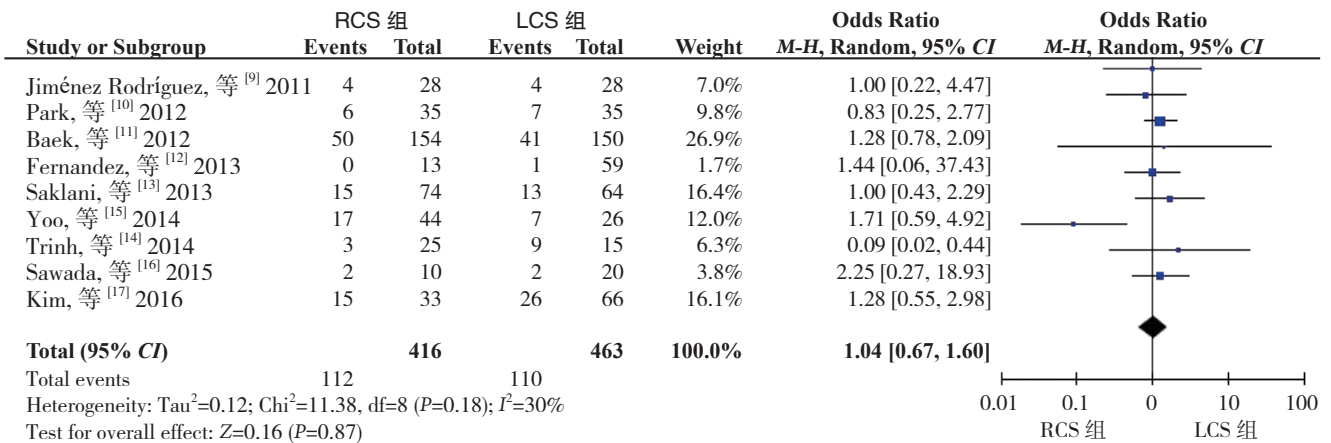 RCS 组 LCS 组 Odds Ratio Odds Ratio
Study or Subgroup Events Total Events Total Weight M-H, Random, 95% CI M-H, Random, 95% CI
Jiménez Rodríguez, 等 [9] 2011 4 28 4 28 7.0% 1.00 [0.22, 4.47]
Park, 等 [10] 2012 6 35 7 35 9.8% 0.83 [0.25, 2.77]
Baek, 等 [11] 2012 50 154 41 150 26.9% 1.28 [0.78, 2.09]
Fernandez, 等 [12] 2013 0 13 1 59 1.7% 1.44 [0.06, 37.43]
Saklani, 等 [13] 2013 15 74 13 64 16.4% 1.00 [0.43, 2.29]
Yoo, 等 [15] 2014 17 44 7 26 12.0% 1.71 [0.59, 4.92]
Trinh, 等 [14] 2014 3 25 9 15 6.3% 0.09 [0.02, 0.44]
Sawada, 等 [16] 2015 2 10 2 20 3.8% 2.25 [0.27, 18.93]
Kim, 等 [17] 2016 15 33 26 66 16.1% 1.28 [0.55, 2.98]
Total (95% CI) 416 463 100.0% 1.04 [0.67, 1.60]
Total events 112 110
Heterogeneity: Tau²=0.12; Chi²=11.38, df=8 (P=0.18); I²=30%
Test for overall effect: Z=0.16 (P=0.87)
0.01 0.1 0 10 100
RCS 组 LCS 组